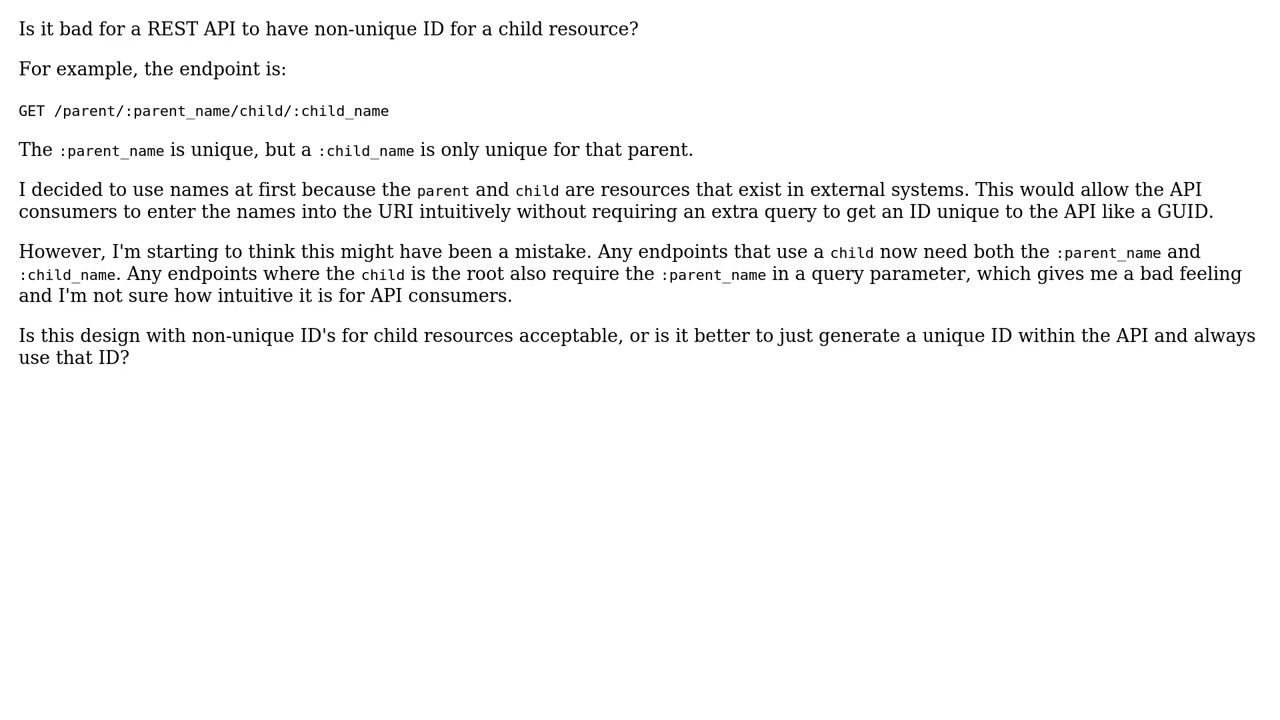 Is it bad for a REST API to have non-unique ID for a child resource?
For example, the endpoint is:
GET /parent/:parent_name/child/:child_name
The :parent_name is unique, but a :child_name is only unique for that parent.
I decided to use names at first because the parent and child are resources that exist in external systems. This would allow the API
consumers to enter the names into the URI intuitively without requiring an extra query to get an ID unique to the API like a GUID.
However, I'm starting to think this might have been a mistake. Any endpoints that use a child now need both the :parent_name and
:child_name. Any endpoints where the child is the root also require the :parent_name in a query parameter, which gives me a bad feeling
and I'm not sure how intuitive it is for API consumers.
Is this design with non-unique ID's for child resources acceptable, or is it better to just generate a unique ID within the API and always
use that ID?